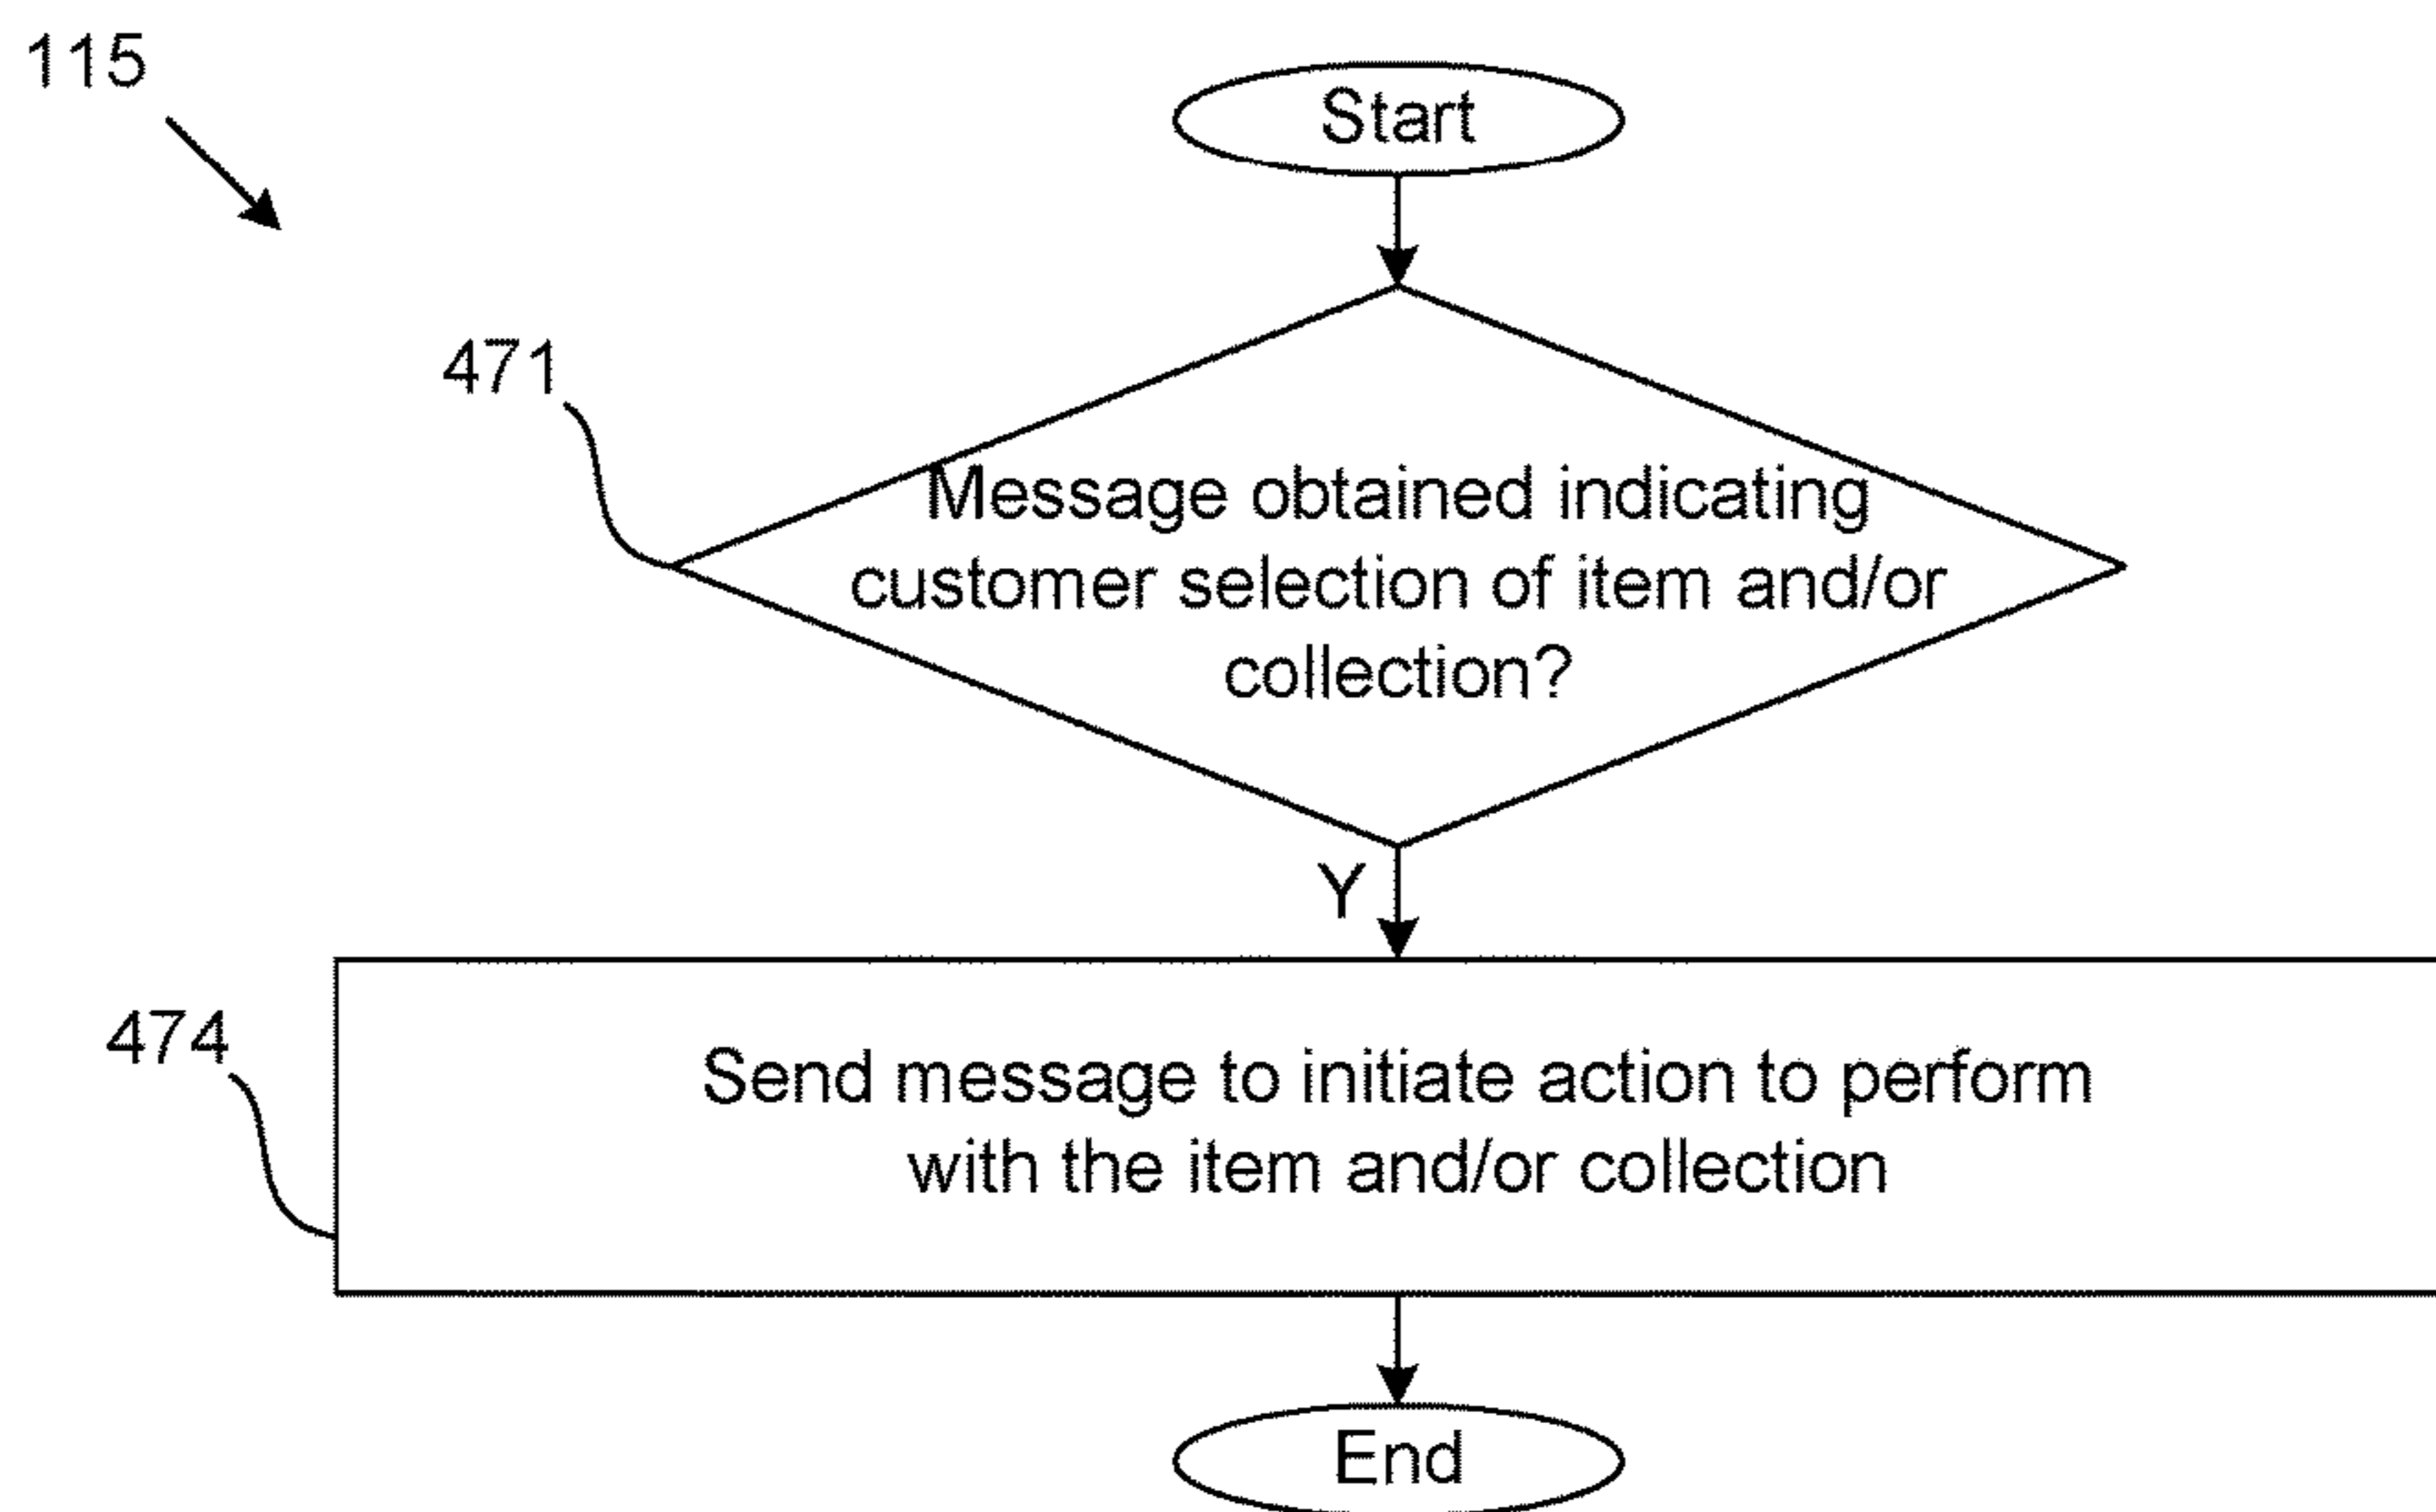 115
Start
471
Message obtained indicating
customer selection of item and/or
collection?
Y
474
Send message to initiate action to perform
with the item and/or collection
End